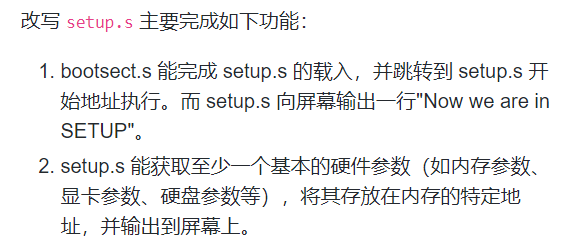 改写 setup.s 主要完成如下功能：
1. bootsect.s 能完成 setup.s 的载入，并跳转到 setup.s 开
始地址执行。而 setup.s 向屏幕输出一行"Now we are in
SETUP"。
2. setup.s 能获取至少一个基本的硬件参数（如内存参数、
显卡参数、硬盘参数等），将其存放在内存的特定地
址，并输出到屏幕上。